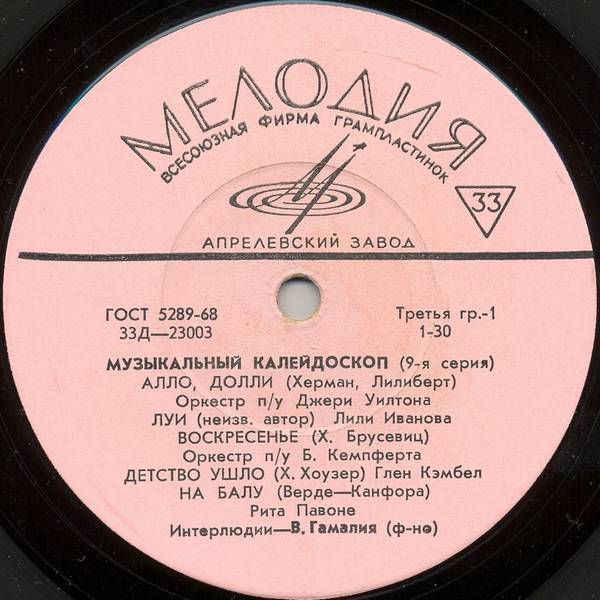 МЕЛОДИЯ
ВСЕСОЮЗНАЯ ФИРМА ГРАМПЛАСТИНОК
33
АПРЕЛЕВСКИЙ ЗАВОД
ГОСТ 5289-68 Третья гр.-1
33Д—23003 1-30
МУЗЫКАЛЬНЫЙ КАЛЕЙДОСКОП (9-я серия)
АЛЛО, ДОЛЛИ (Херман, Лилиберт)
Оркестр п/у Джери Уилтона
ЛУИ (неизв. автор) Лили Иванова
ВОСКРЕСЕНЬЕ (Х. Брусевиц)
Оркестр п/у Б. Кемпферта
ДЕТСТВО УШЛО (Х. Хоузер) Глен Кэмбел
НА БАЛУ (Верде—Канфора)
Рита Павоне
Интерлюдии—В. Гамалия (ф-но)